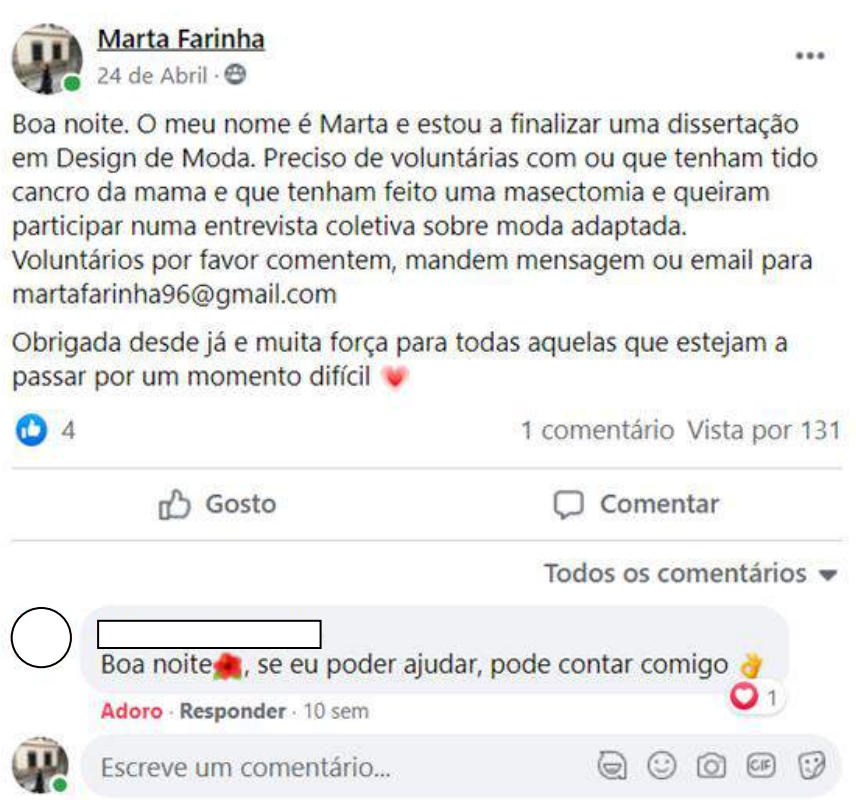 Marta Farinha
24 de Abril ·
Boa noite. O meu nome é Marta e estou a finalizar uma dissertação
em Design de Moda. Preciso de voluntárias com ou que tenham tido
cancro da mama e que tenham feito uma masectomia e queiram
participar numa entrevista coletiva sobre moda adaptada.
Voluntários por favor comentem, mandem mensagem ou email para
martafarinha96@gmail.com
Obrigada desde já e muita força para todas aquelas que estejam a
passar por um momento difícil ❤
4 1 comentário Vista por 131
Gosto Comentar
Todos os comentários
Boa noite🌺, se eu poder ajudar, pode contar comigo 👌
1
Adoro · Responder · 10 sem
Escreve um comentário... GIF